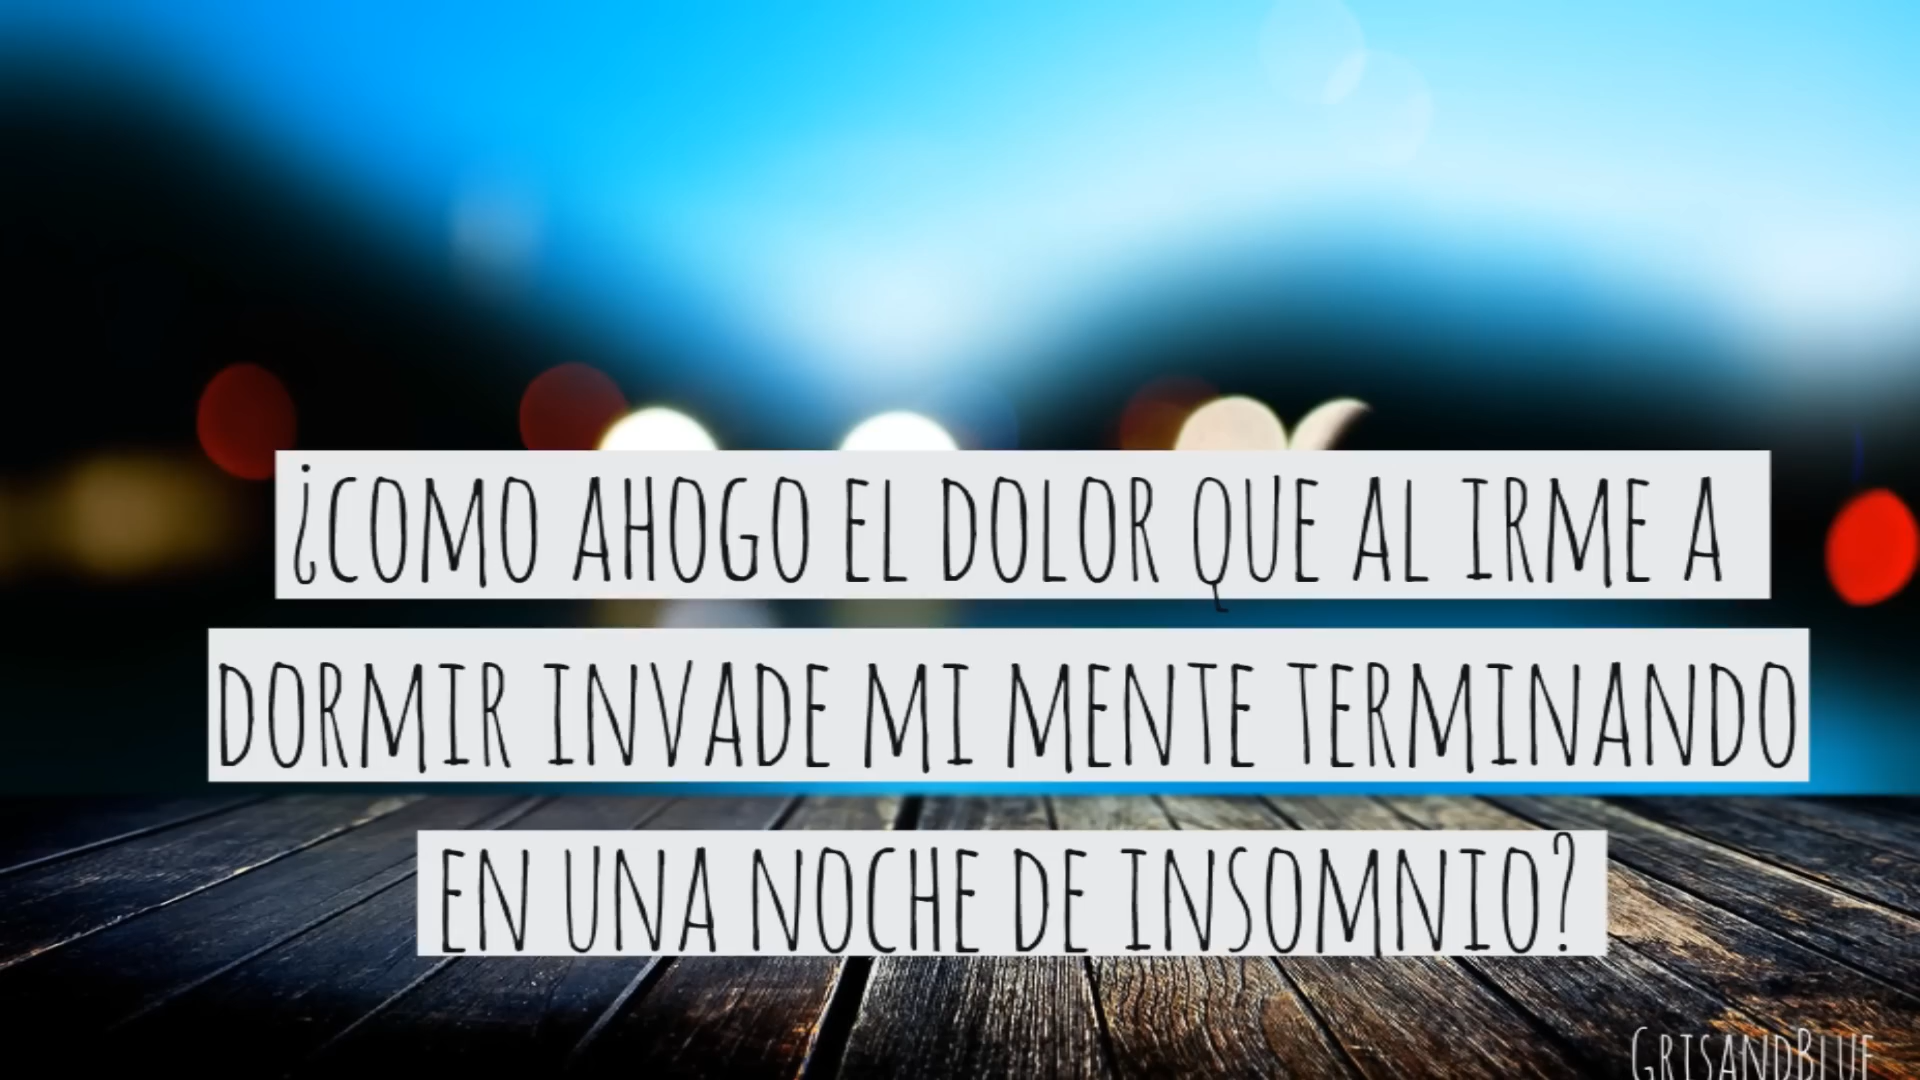 ¿COMO AHOGO EL DOLOR QUE AL IRME A
DORMIR INVADE MI MENTE TERMINANDO
EN UNA NOCHE DE INSOMNIO?
GRISANDBLUE